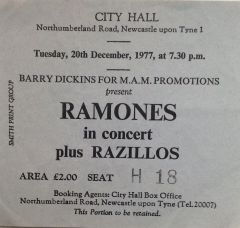 CITY HALL
Northumberland Road, Newcastle upon Tyne 1
Tuesday, 20th December, 1977, at 7.30 p.m.
BARRY DICKINS FOR M.A.M. PROMOTIONS
present
RAMONES
in concert
plus RAZILLOS
AREA £2.00 SEAT H 18
Booking Agents: City Hall Box Office
Northumberland Road, Newcastle upon Tyne (Tel. 20007)
This Portion to be retained.
SMITH PRINT GROUP